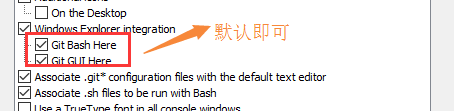 On the Desktop
Windows Explorer integration
默认即可
Git Bash Here
Git GUI Here
Associate .git* configuration files with the default text editor
Associate .sh files to be run with Bash
Use a TrueType font in all console windows